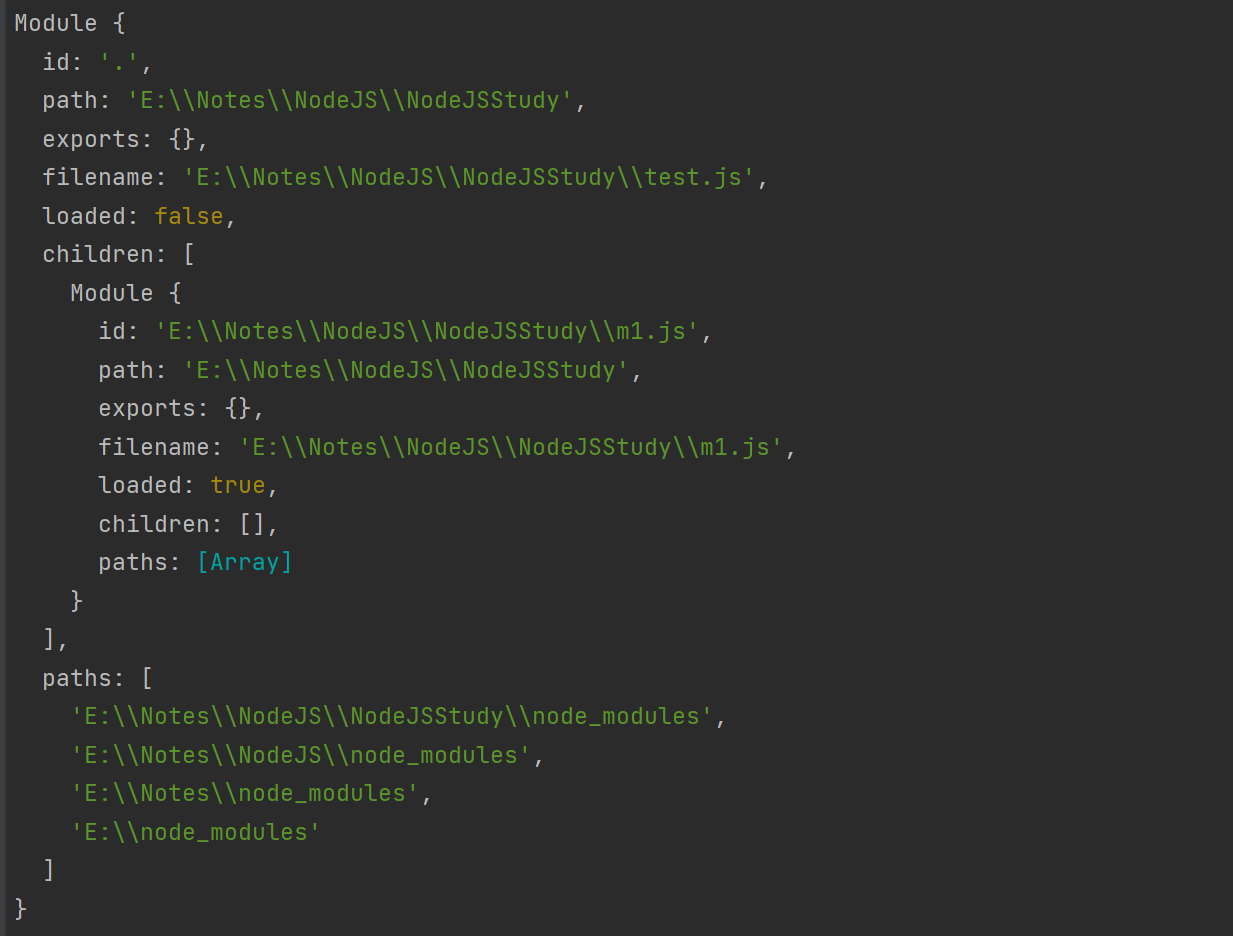 Module {
  id: '.',
  path: 'E:\\Notes\\NodeJS\\NodeJSStudy',
  exports: {},
  filename: 'E:\\Notes\\NodeJS\\NodeJSStudy\\test.js',
  loaded: false,
  children: [
    Module {
      id: 'E:\\Notes\\NodeJS\\NodeJSStudy\\m1.js',
      path: 'E:\\Notes\\NodeJS\\NodeJSStudy',
      exports: {},
      filename: 'E:\\Notes\\NodeJS\\NodeJSStudy\\m1.js',
      loaded: true,
      children: [],
      paths: [Array]
    }
  ],
  paths: [
    'E:\\Notes\\NodeJS\\NodeJSStudy\\node_modules',
    'E:\\Notes\\NodeJS\\node_modules',
    'E:\\Notes\\node_modules',
    'E:\\node_modules'
  ]
}